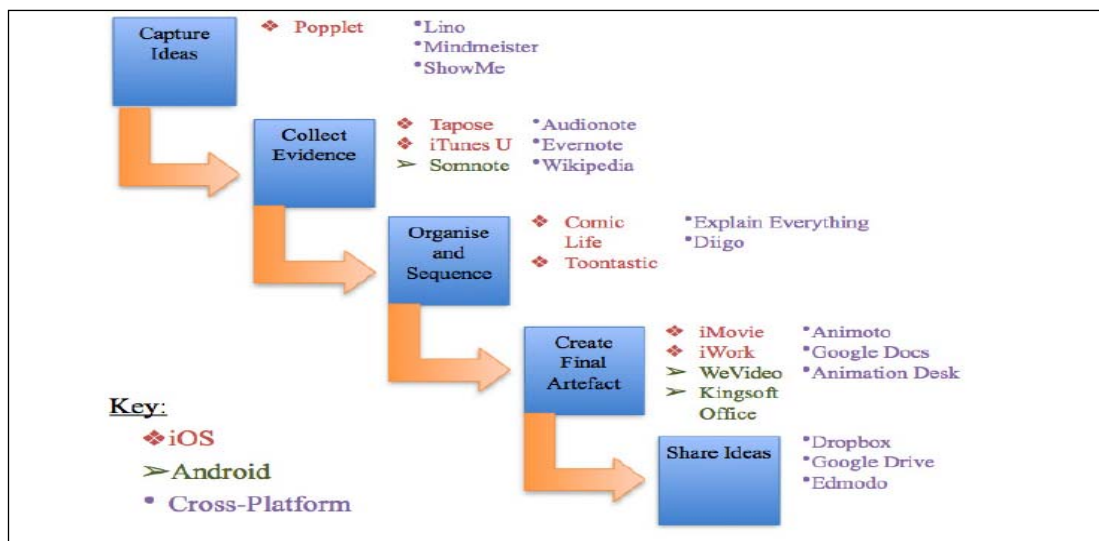 Capture
Ideas
❖ Popplet
•Lino
•Mindmeister
•ShowMe
Collect
Evidence
❖ Tapose
❖ iTunes U
➢ Somnote
•Audionote
•Evernote
•Wikipedia
Organise
and
Sequence
❖ Comic
Life
❖ Toontastic
•Explain Everything
•Diigo
Create
Final
Artefact
❖ iMovie
❖ iWork
➢ WeVideo
➢ Kingsoft
Office
•Animoto
•Google Docs
•Animation Desk
Share Ideas
•Dropbox
•Google Drive
•Edmodo
Key:
❖iOS
➢Android
• Cross-Platform